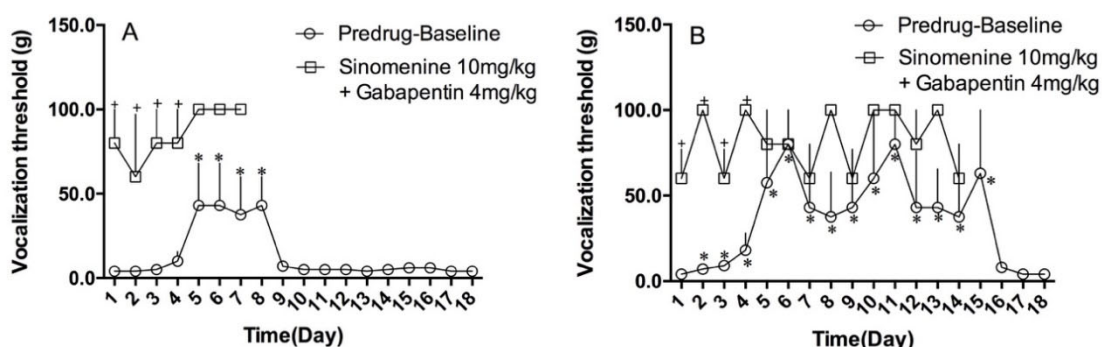 A
Vocalization threshold (g)
150.0
100.0
50.0
0.0
Predrug-Baseline
Sinomenine 10mg/kg
+ Gabapentin 4mg/kg
+ + + +
* * * *
1 2 3 4 5 6 7 8 9 10 11 12 13 14 15 16 17 18
Time(Day)
B
Vocalization threshold (g)
150.0
100.0
50.0
0.0
Predrug-Baseline
Sinomenine 10mg/kg
+ Gabapentin 4mg/kg
+ + + +
* * * * * * * * * * * * * *
1 2 3 4 5 6 7 8 9 10 11 12 13 14 15 16 17 18
Time(Day)